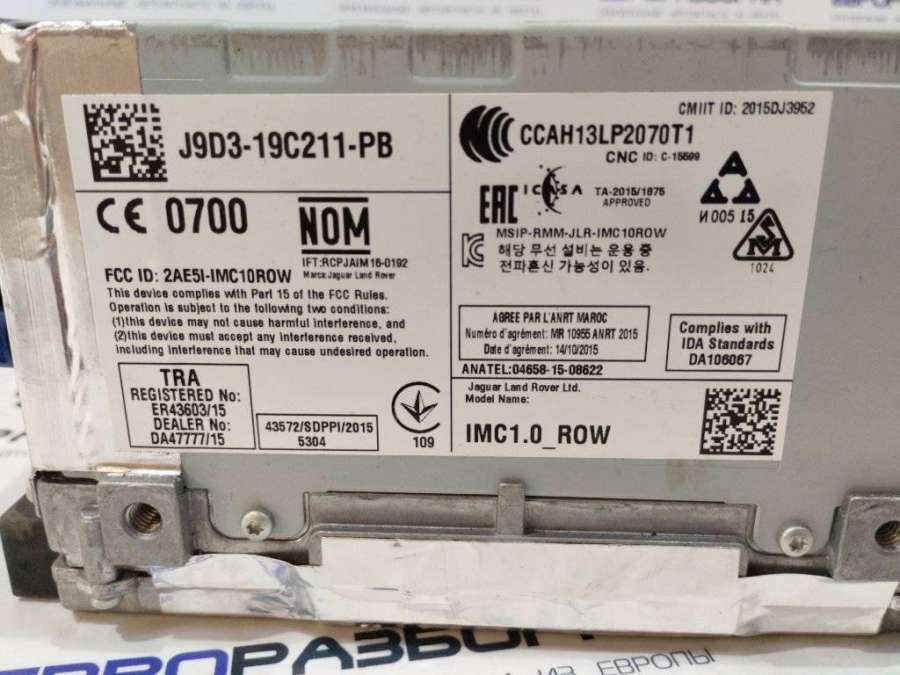 J9D3-19C211-PB
CE 0700
NOM
IFT:RCPJAIM16-0192
Marca:Jaguar Land Rover
FCC ID: 2AE5I-IMC10ROW
This device complies with Part 15 of the FCC Rules.
Operation is subject to the following two conditions:
(1)this device may not cause harmful interference, and
(2)this device must accept any interference received,
including interference that may cause undesired operation.
TRA
REGISTERED No:
ER43603/15
DEALER No:
DA47777/15
43572/SDPPI/2015
5304
109
CMIIT ID: 2015DJ3952
CCAH13LP2070T1
CNC ID: C-15599
EAC
ICASA
TA-2015/1875
APPROVED
И 005 15
MSIP-RMM-JLR-IMC10ROW
해당 무선 설비는 운용 중
전파혼신 가능성이 있음.
1024
AGREE PAR L'ANRT MAROC
Numéro d'agrément: MR 10955 ANRT 2015
Date d'agrément: 14/10/2015
Complies with
IDA Standards
DA106067
ANATEL:04658-15-08622
Jaguar Land Rover Ltd.
Model Name:
IMC1.0_ROW
ИЗ ЕВРОПЫ